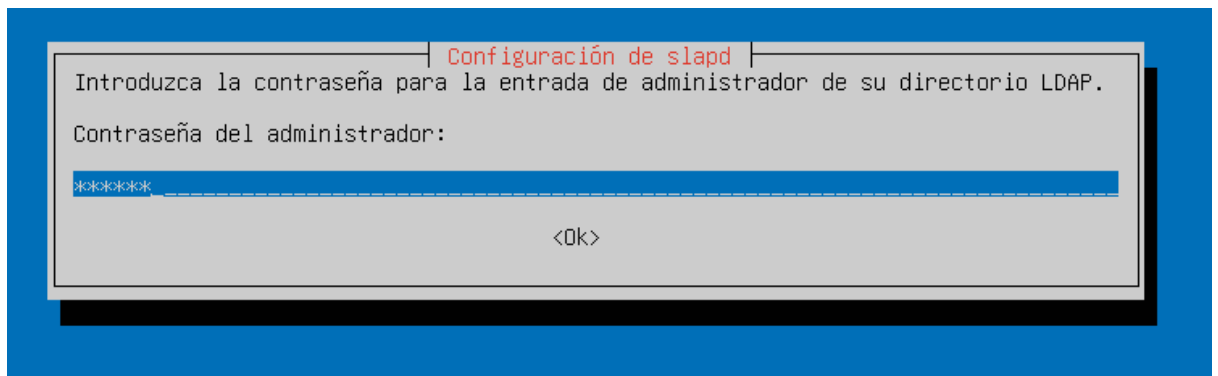 Configuración de slapd
Introduzca la contraseña para la entrada de administrador de su directorio LDAP.
Contraseña del administrador:
******
<Ok>